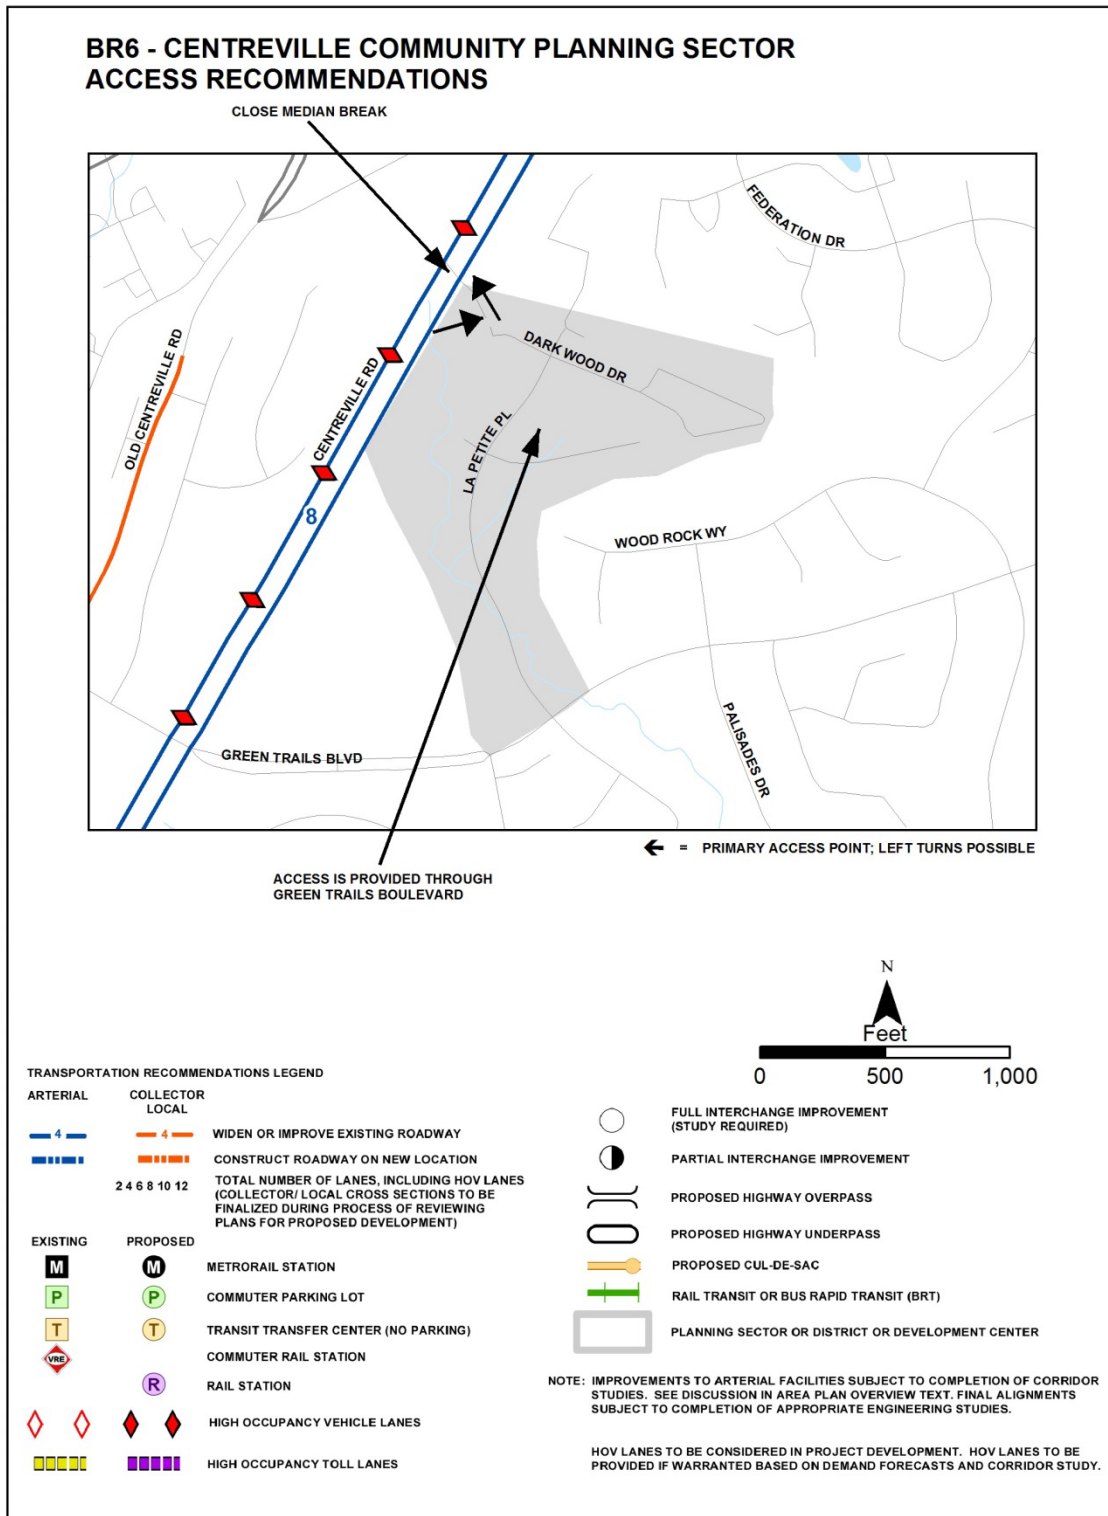 BR6 - CENTREVILLE COMMUNITY PLANNING SECTOR
ACCESS RECOMMENDATIONS
CLOSE MEDIAN BREAK
FEDERATION DR
OLD CENTREVILLE RD
CENTREVILLE RD
DARK WOOD DR
LA PETITE PL
8
WOOD ROCK WY
PALISADES DR
GREEN TRAILS BLVD
= PRIMARY ACCESS POINT; LEFT TURNS POSSIBLE
ACCESS IS PROVIDED THROUGH
GREEN TRAILS BOULEVARD
N
Feet
0 500 1,000
TRANSPORTATION RECOMMENDATIONS LEGEND
ARTERIAL COLLECTOR
LOCAL
4 4 WIDEN OR IMPROVE EXISTING ROADWAY
CONSTRUCT ROADWAY ON NEW LOCATION
2 4 6 8 10 12 TOTAL NUMBER OF LANES, INCLUDING HOV LANES
(COLLECTOR/ LOCAL CROSS SECTIONS TO BE
FINALIZED DURING PROCESS OF REVIEWING
PLANS FOR PROPOSED DEVELOPMENT)
EXISTING PROPOSED
M M METRORAIL STATION
P P COMMUTER PARKING LOT
T T TRANSIT TRANSFER CENTER (NO PARKING)
VRE COMMUTER RAIL STATION
R RAIL STATION
HIGH OCCUPANCY VEHICLE LANES
HIGH OCCUPANCY TOLL LANES
FULL INTERCHANGE IMPROVEMENT
(STUDY REQUIRED)
PARTIAL INTERCHANGE IMPROVEMENT
PROPOSED HIGHWAY OVERPASS
PROPOSED HIGHWAY UNDERPASS
PROPOSED CUL-DE-SAC
RAIL TRANSIT OR BUS RAPID TRANSIT (BRT)
PLANNING SECTOR OR DISTRICT OR DEVELOPMENT CENTER
NOTE: IMPROVEMENTS TO ARTERIAL FACILITIES SUBJECT TO COMPLETION OF CORRIDOR
STUDIES. SEE DISCUSSION IN AREA PLAN OVERVIEW TEXT. FINAL ALIGNMENTS
SUBJECT TO COMPLETION OF APPROPRIATE ENGINEERING STUDIES.
HOV LANES TO BE CONSIDERED IN PROJECT DEVELOPMENT. HOV LANES TO BE
PROVIDED IF WARRANTED BASED ON DEMAND FORECASTS AND CORRIDOR STUDY.